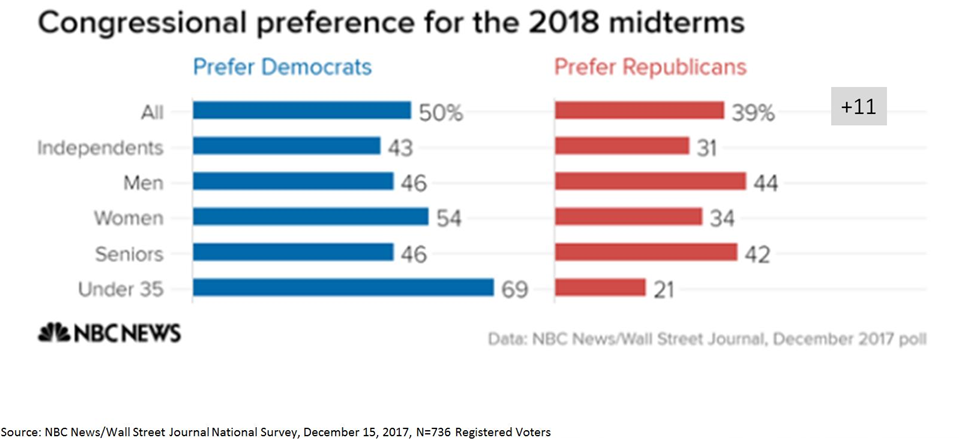 Congressional preference for the 2018 midterms
Prefer Democrats Prefer Republicans
All 50% 39% +11
Independents 43 31
Men 46 44
Women 54 34
Seniors 46 42
Under 35 69 21
NBC NEWS Data: NBC News/Wall Street Journal, December 2017 poll
Source: NBC News/Wall Street Journal National Survey, December 15, 2017, N=736 Registered Voters